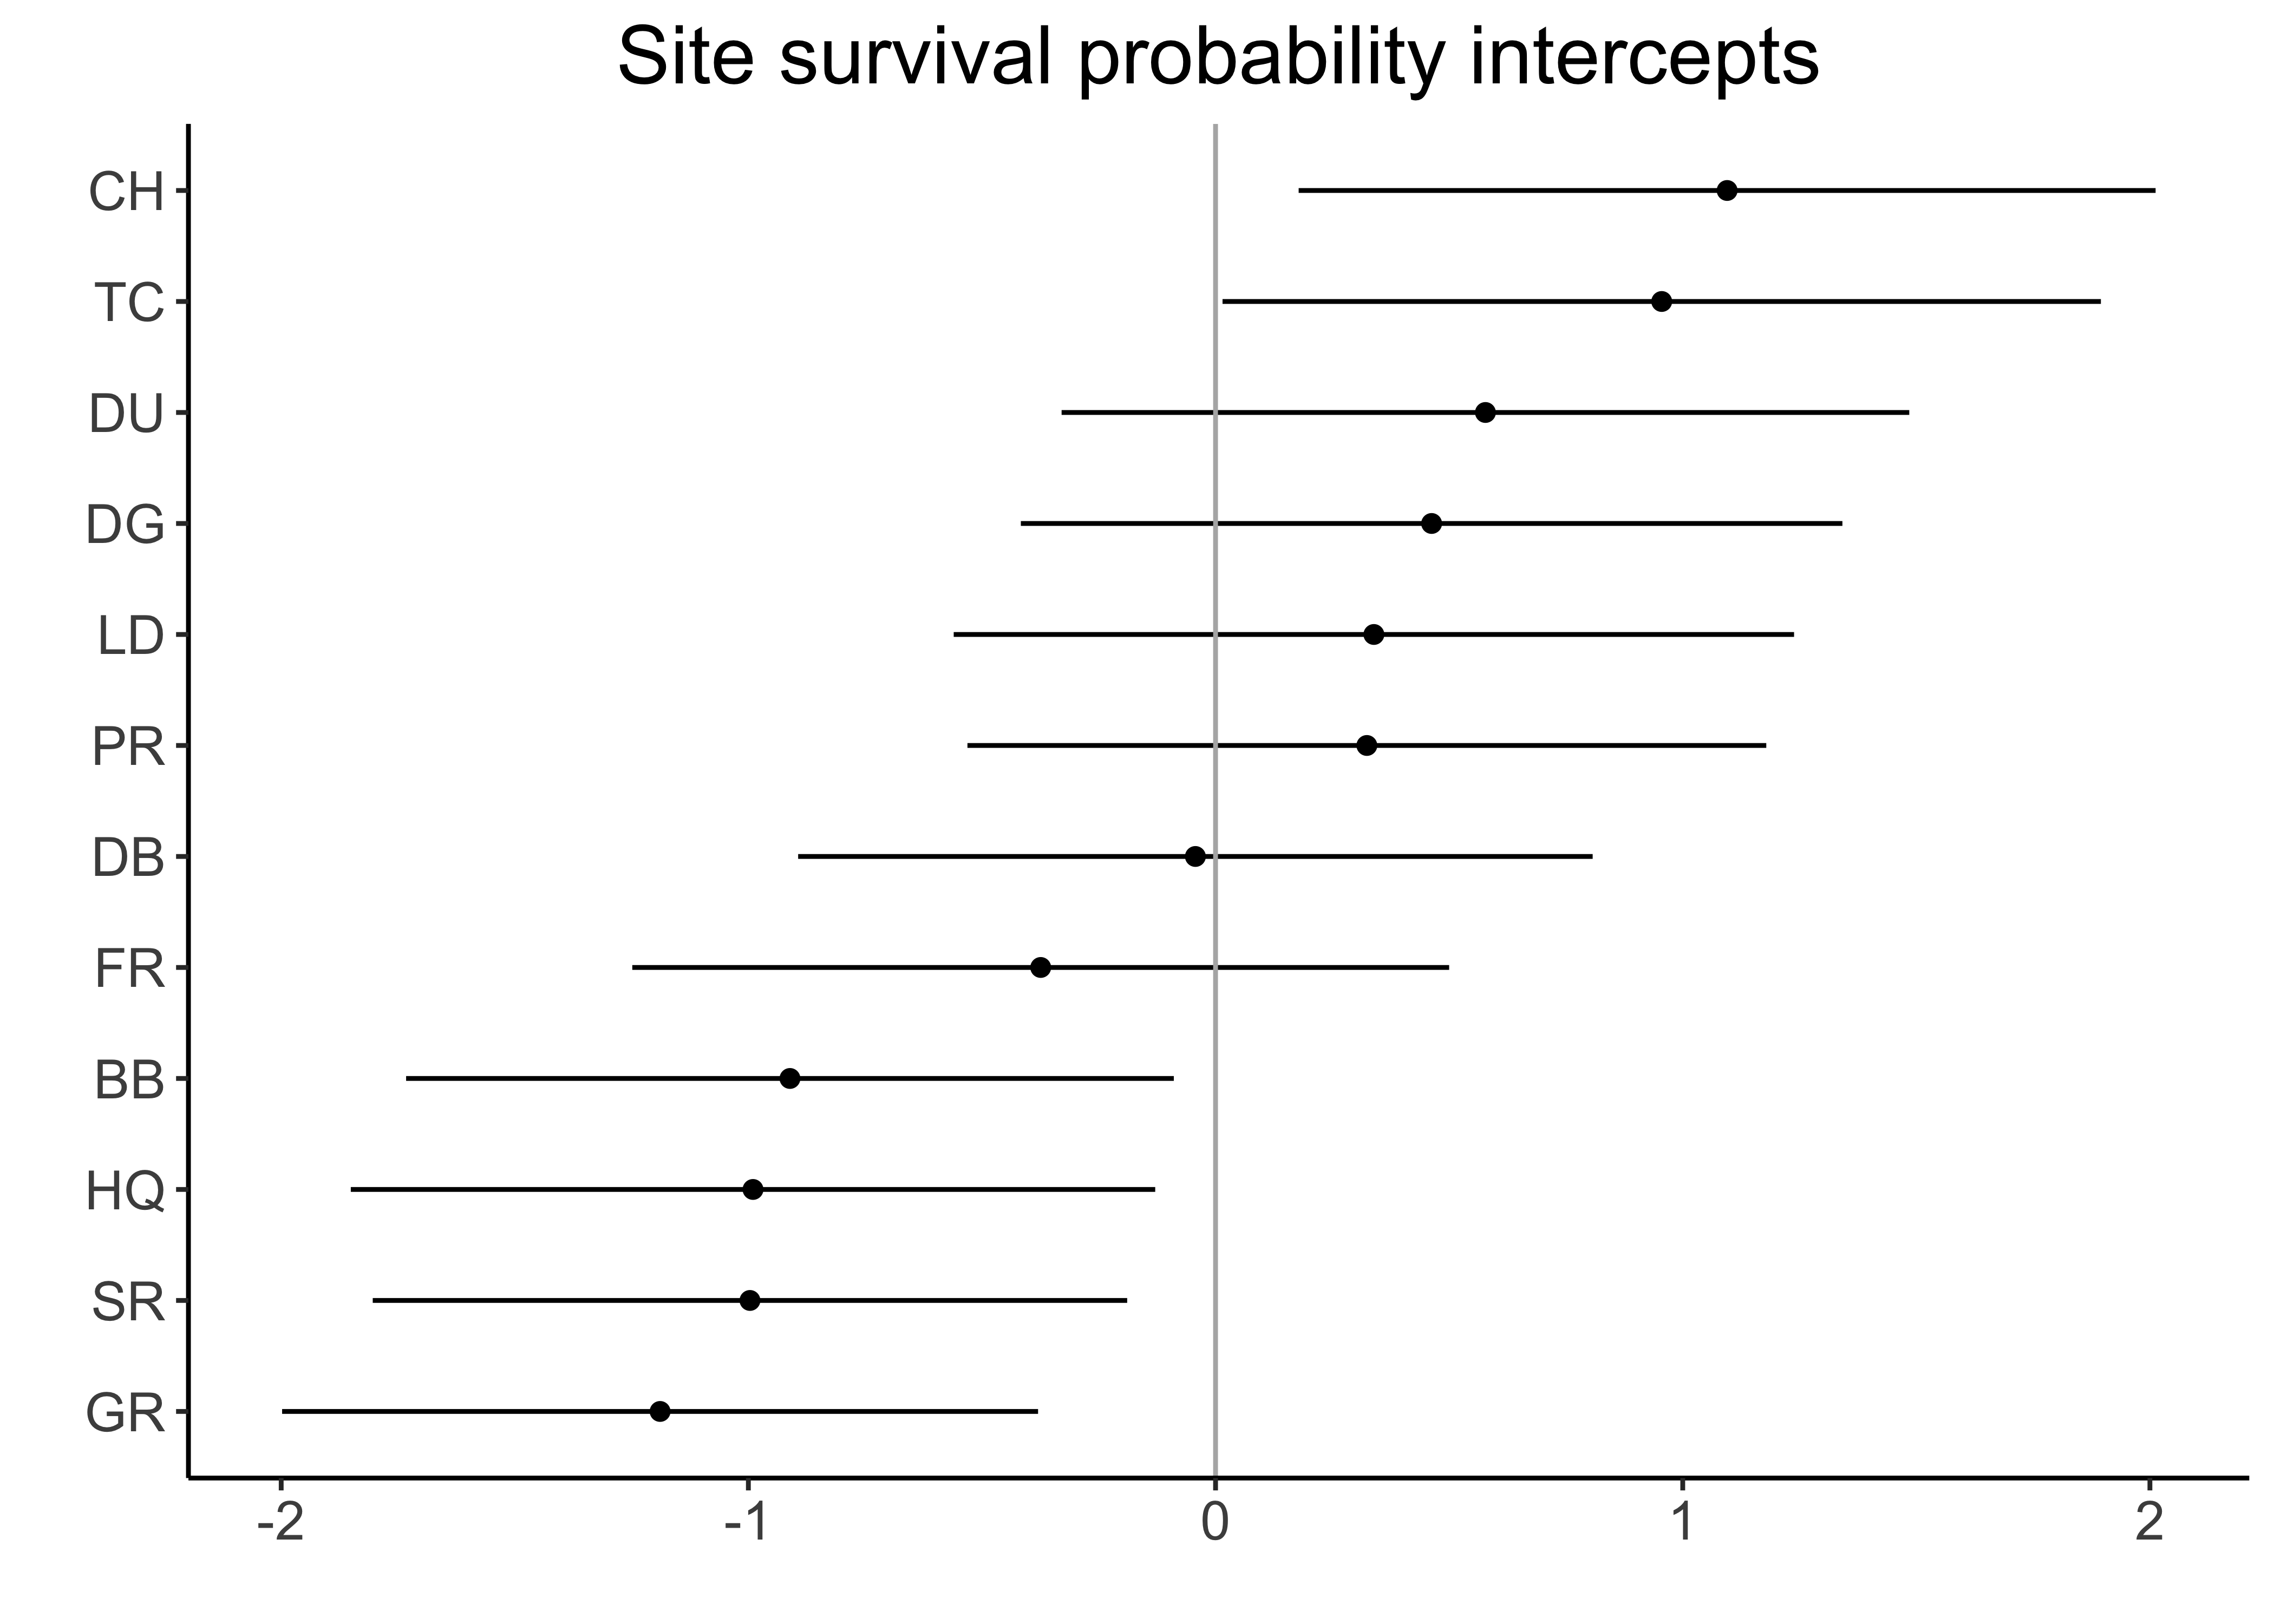 Site survival probability intercepts
CH
TC
DU
DG
LD
PR
DB
FR
BB
HQ
SR
GR
-2 -1 0 1 2